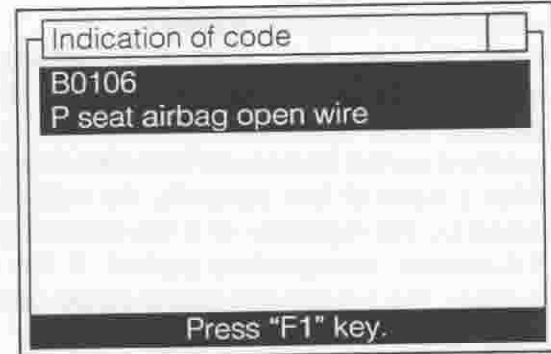 Indication of code
B0106
P seat airbag open wire
Press "F1" key.